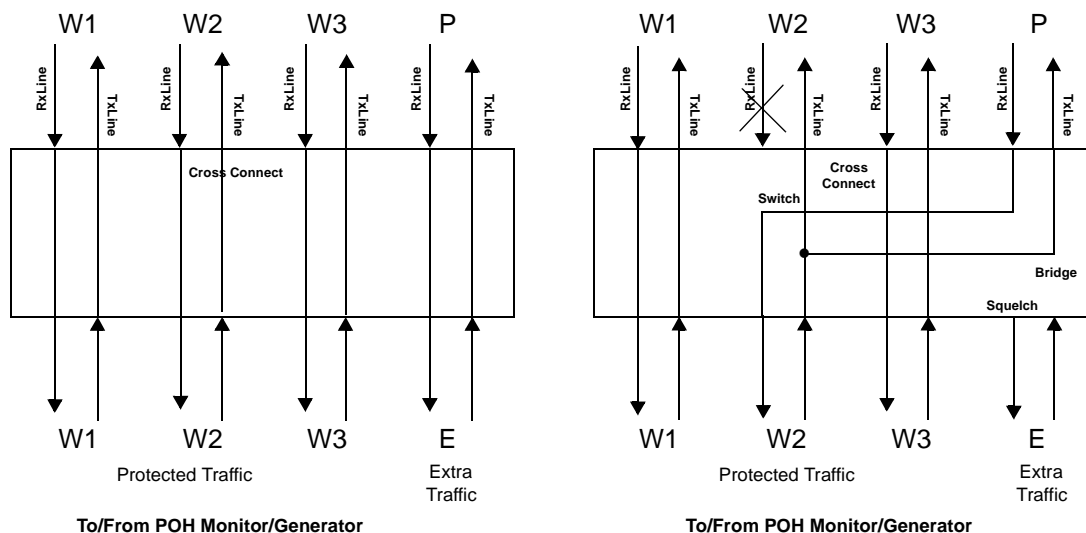 W1 W2 W3 P
RxLine TxLine RxLine TxLine RxLine TxLine RxLine TxLine
Cross Connect
W1 W2 W3 E
Protected Traffic
Extra
Traffic
To/From POH Monitor/Generator
W1 W2 W3 P
RxLine TxLine RxLine TxLine RxLine TxLine RxLine TxLine
Cross
Connect
Switch
Bridge
Squelch
W1 W2 W3 E
Protected Traffic
Extra
Traffic
To/From POH Monitor/Generator